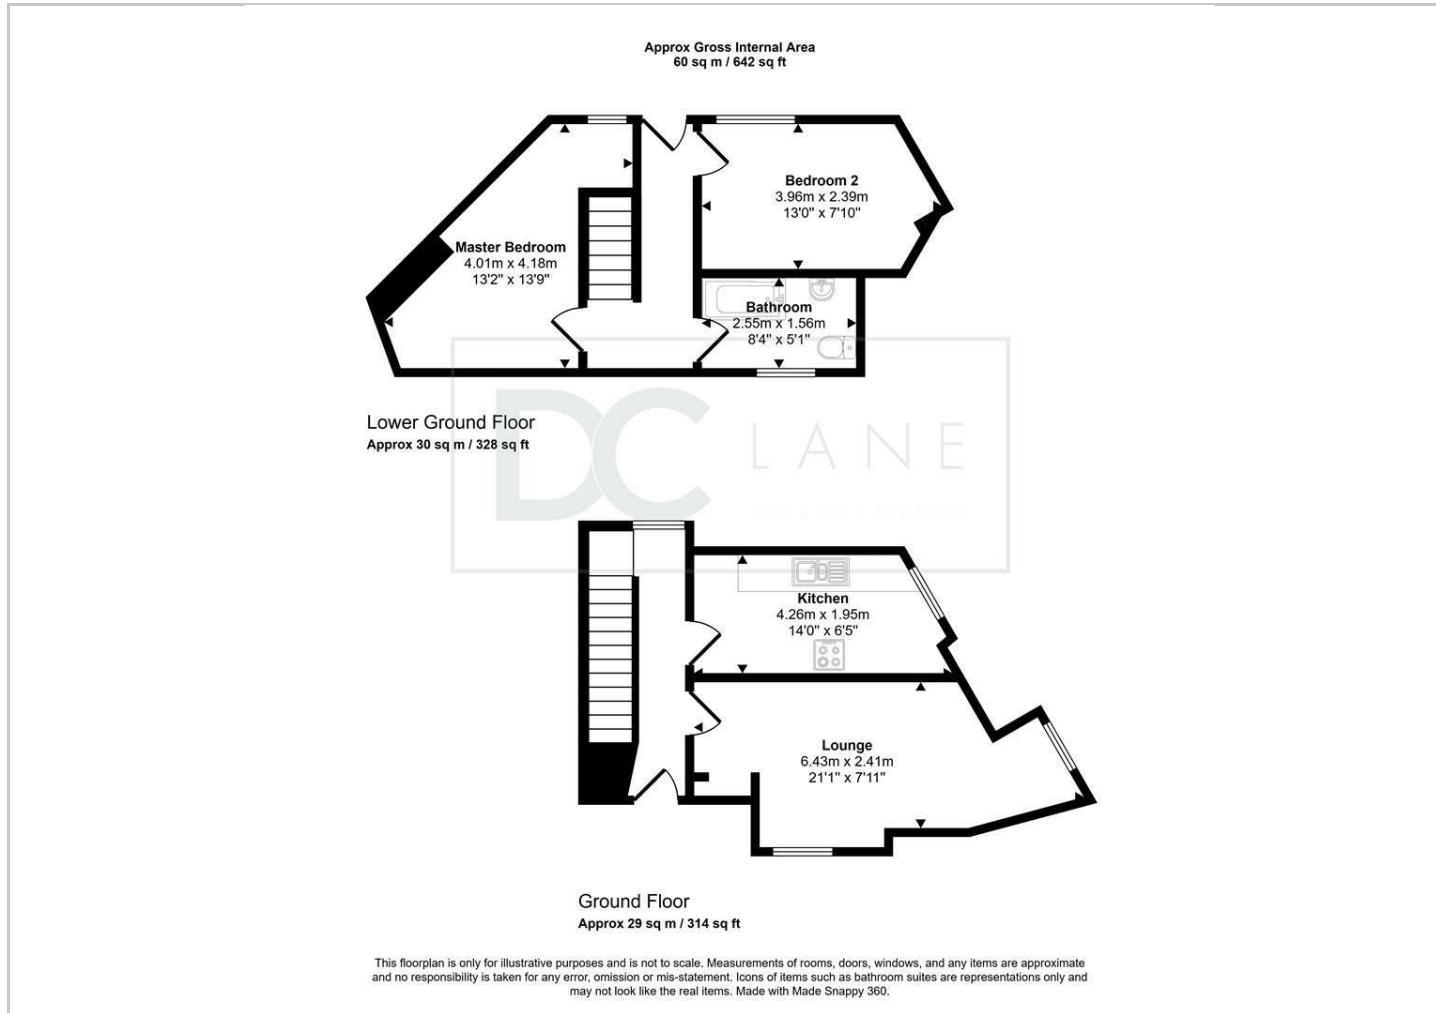 Approx Gross Internal Area
60 sq m / 642 sq ft
Bedroom 2
3.96m x 2.39m
13'0" x 7'10"
Master Bedroom
4.01m x 4.18m
13'2" x 13'9"
Bathroom
2.55m x 1.56m
8'4" x 5'1"
Lower Ground Floor
Approx 30 sq m / 328 sq ft
DC LANE
Kitchen
4.26m x 1.95m
14'0" x 6'5"
Lounge
6.43m x 2.41m
21'1" x 7'11"
Ground Floor
Approx 29 sq m / 314 sq ft
This floorplan is only for illustrative purposes and is not to scale. Measurements of rooms, doors, windows, and any items are approximate
and no responsibility is taken for any error, omission or mis-statement. Icons of items such as bathroom suites are representations only and
may not look like the real items. Made with Made Snappy 360.